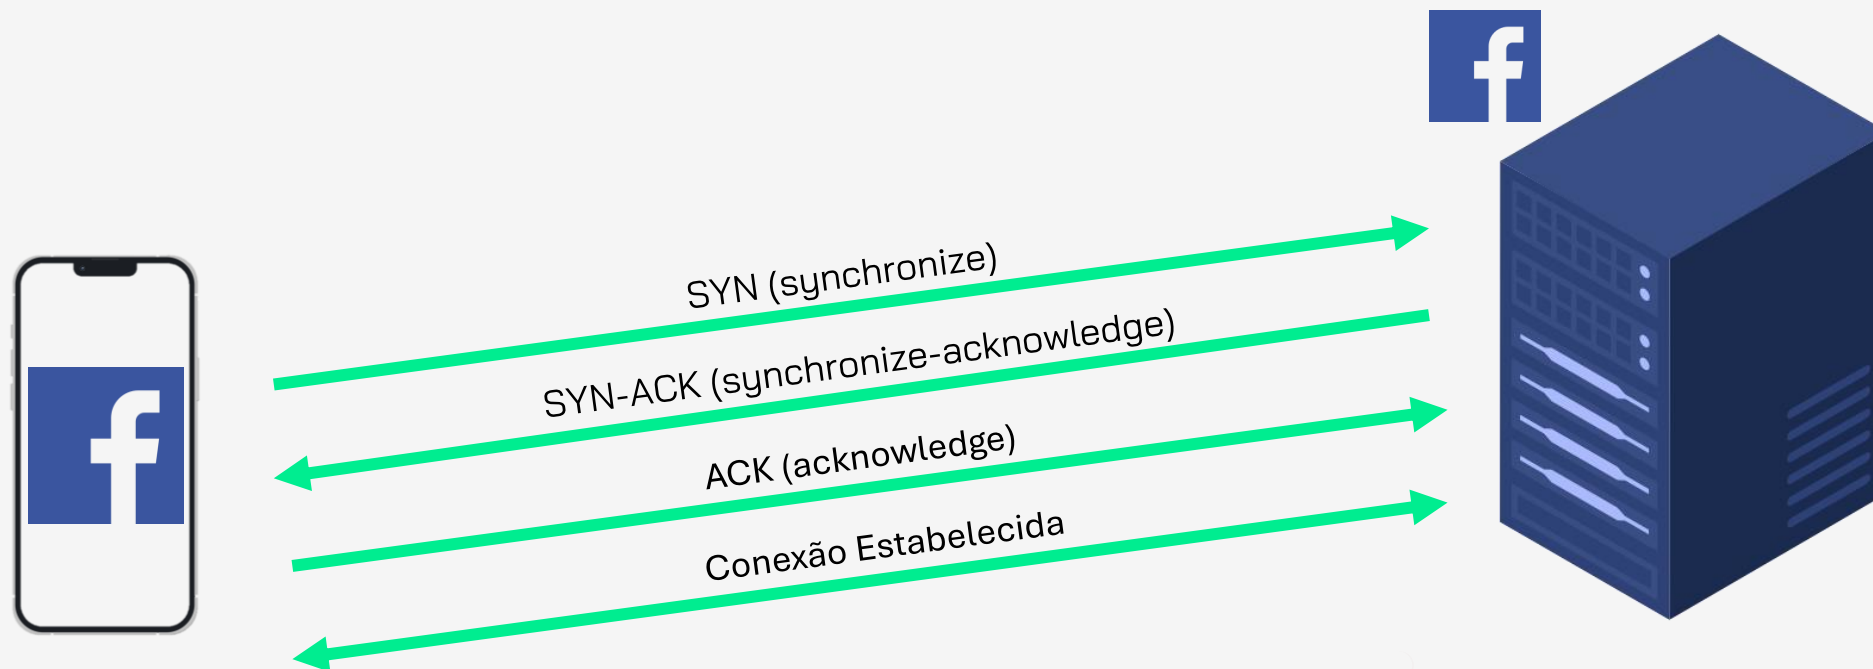 SYN (synchronize)
SYN-ACK (synchronize-acknowledge)
ACK (acknowledge)
Conexão Estabelecida